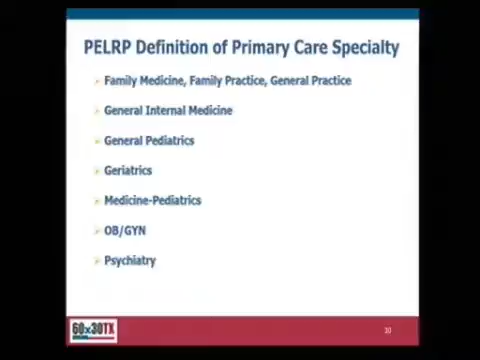 PELRP Definition of Primary Care Specialty
Family Medicine, Family Practice, General Practice
General Internal Medicine
General Pediatrics
Geriatrics
Medicine-Pediatrics
OB/GYN
Psychiatry
60x30TX
10